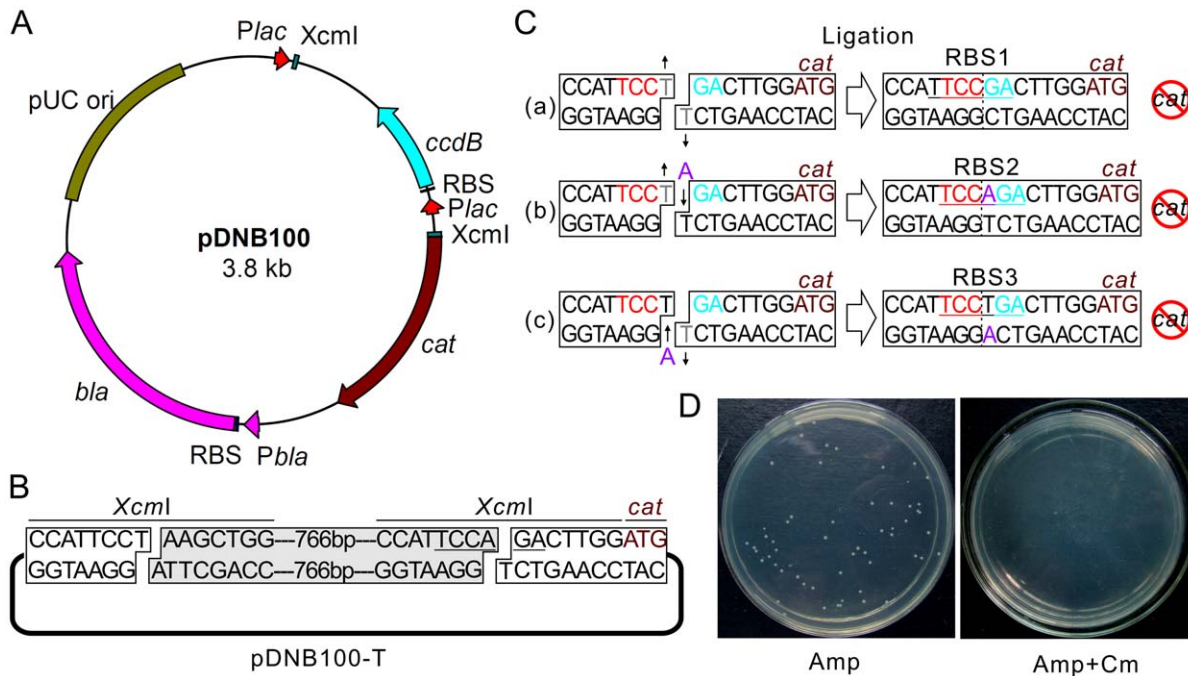 A
Plac
XcmI
pUC ori
ccdB
RBS
Plac
XcmI
pDNB100
3.8 kb
cat
bla
RBS
Pbla
B
XcmI
XcmI
cat
CCATTCCT AAGCTGG---766bp---CCATTCCA GACTTGGATG
GGTAAGG ATTCGACC---766bp---GGTAAGG TCTGAACCTAC
pDNB100-T
C
Ligation
cat
RBS1
cat
(a)
CCATTCCT GACTTGGATG
GGTAAGG TCTGAACCTAC
CCATTCCGACTTGGATG
GGTAAGGCTGAACCTAC
cat
A
cat
RBS2
cat
(b)
CCATTCCT GACTTGGATG
GGTAAGG TCTGAACCTAC
CCATTCCAGACTTGGATG
GGTAAGGTCTGAACCTAC
cat
cat
RBS3
cat
(c)
CCATTCCT GACTTGGATG
GGTAAGG TCTGAACCTAC
A
CCATTCCTGACTTGGATG
GGTAAGGACTGAACCTAC
cat
D
Amp
Amp+Cm